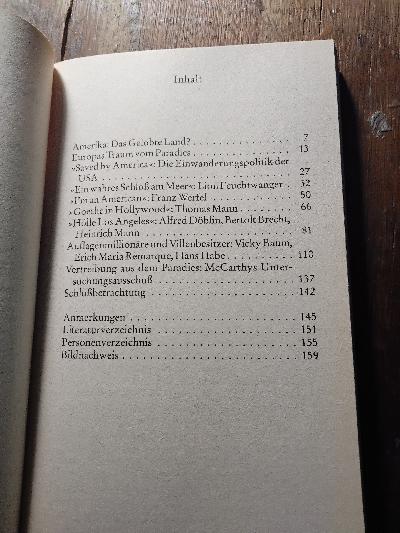 Inhalt
Amerika: Das Gelobte Land? . . . . . . . . . . . . 7
Europas Traum vom Paradies . . . . . . . . . . . . 13
»Saved by America«: Die Einwanderungspolitik der
USA . . . . . . . . . . . . . . . . . . . . . . . . 27
»Ein wahres Schloß am Meer«: Lion Feuchtwanger . . 32
»I'm an American«: Franz Werfel . . . . . . . . . . 50
»Goethe in Hollywood«: Thomas Mann . . . . . . . . 66
»Hölle Los Angeles«: Alfred Döblin, Bertolt Brecht,
Heinrich Mann . . . . . . . . . . . . . . . . . . . 81
Auflagenmillionäre und Villenbesitzer: Vicky Baum,
Erich Maria Remarque, Hans Habe . . . . . . . . . . 110
Vertreibung aus dem Paradies: McCarthys Unter-
suchungsausschuß . . . . . . . . . . . . . . . . . 137
Schlußbetrachtung . . . . . . . . . . . . . . . . . 142
Anmerkungen . . . . . . . . . . . . . . . . . . . . 145
Literaturverzeichnis . . . . . . . . . . . . . . . 151
Personenverzeichnis . . . . . . . . . . . . . . . . 155
Bildnachweis . . . . . . . . . . . . . . . . . . . 159